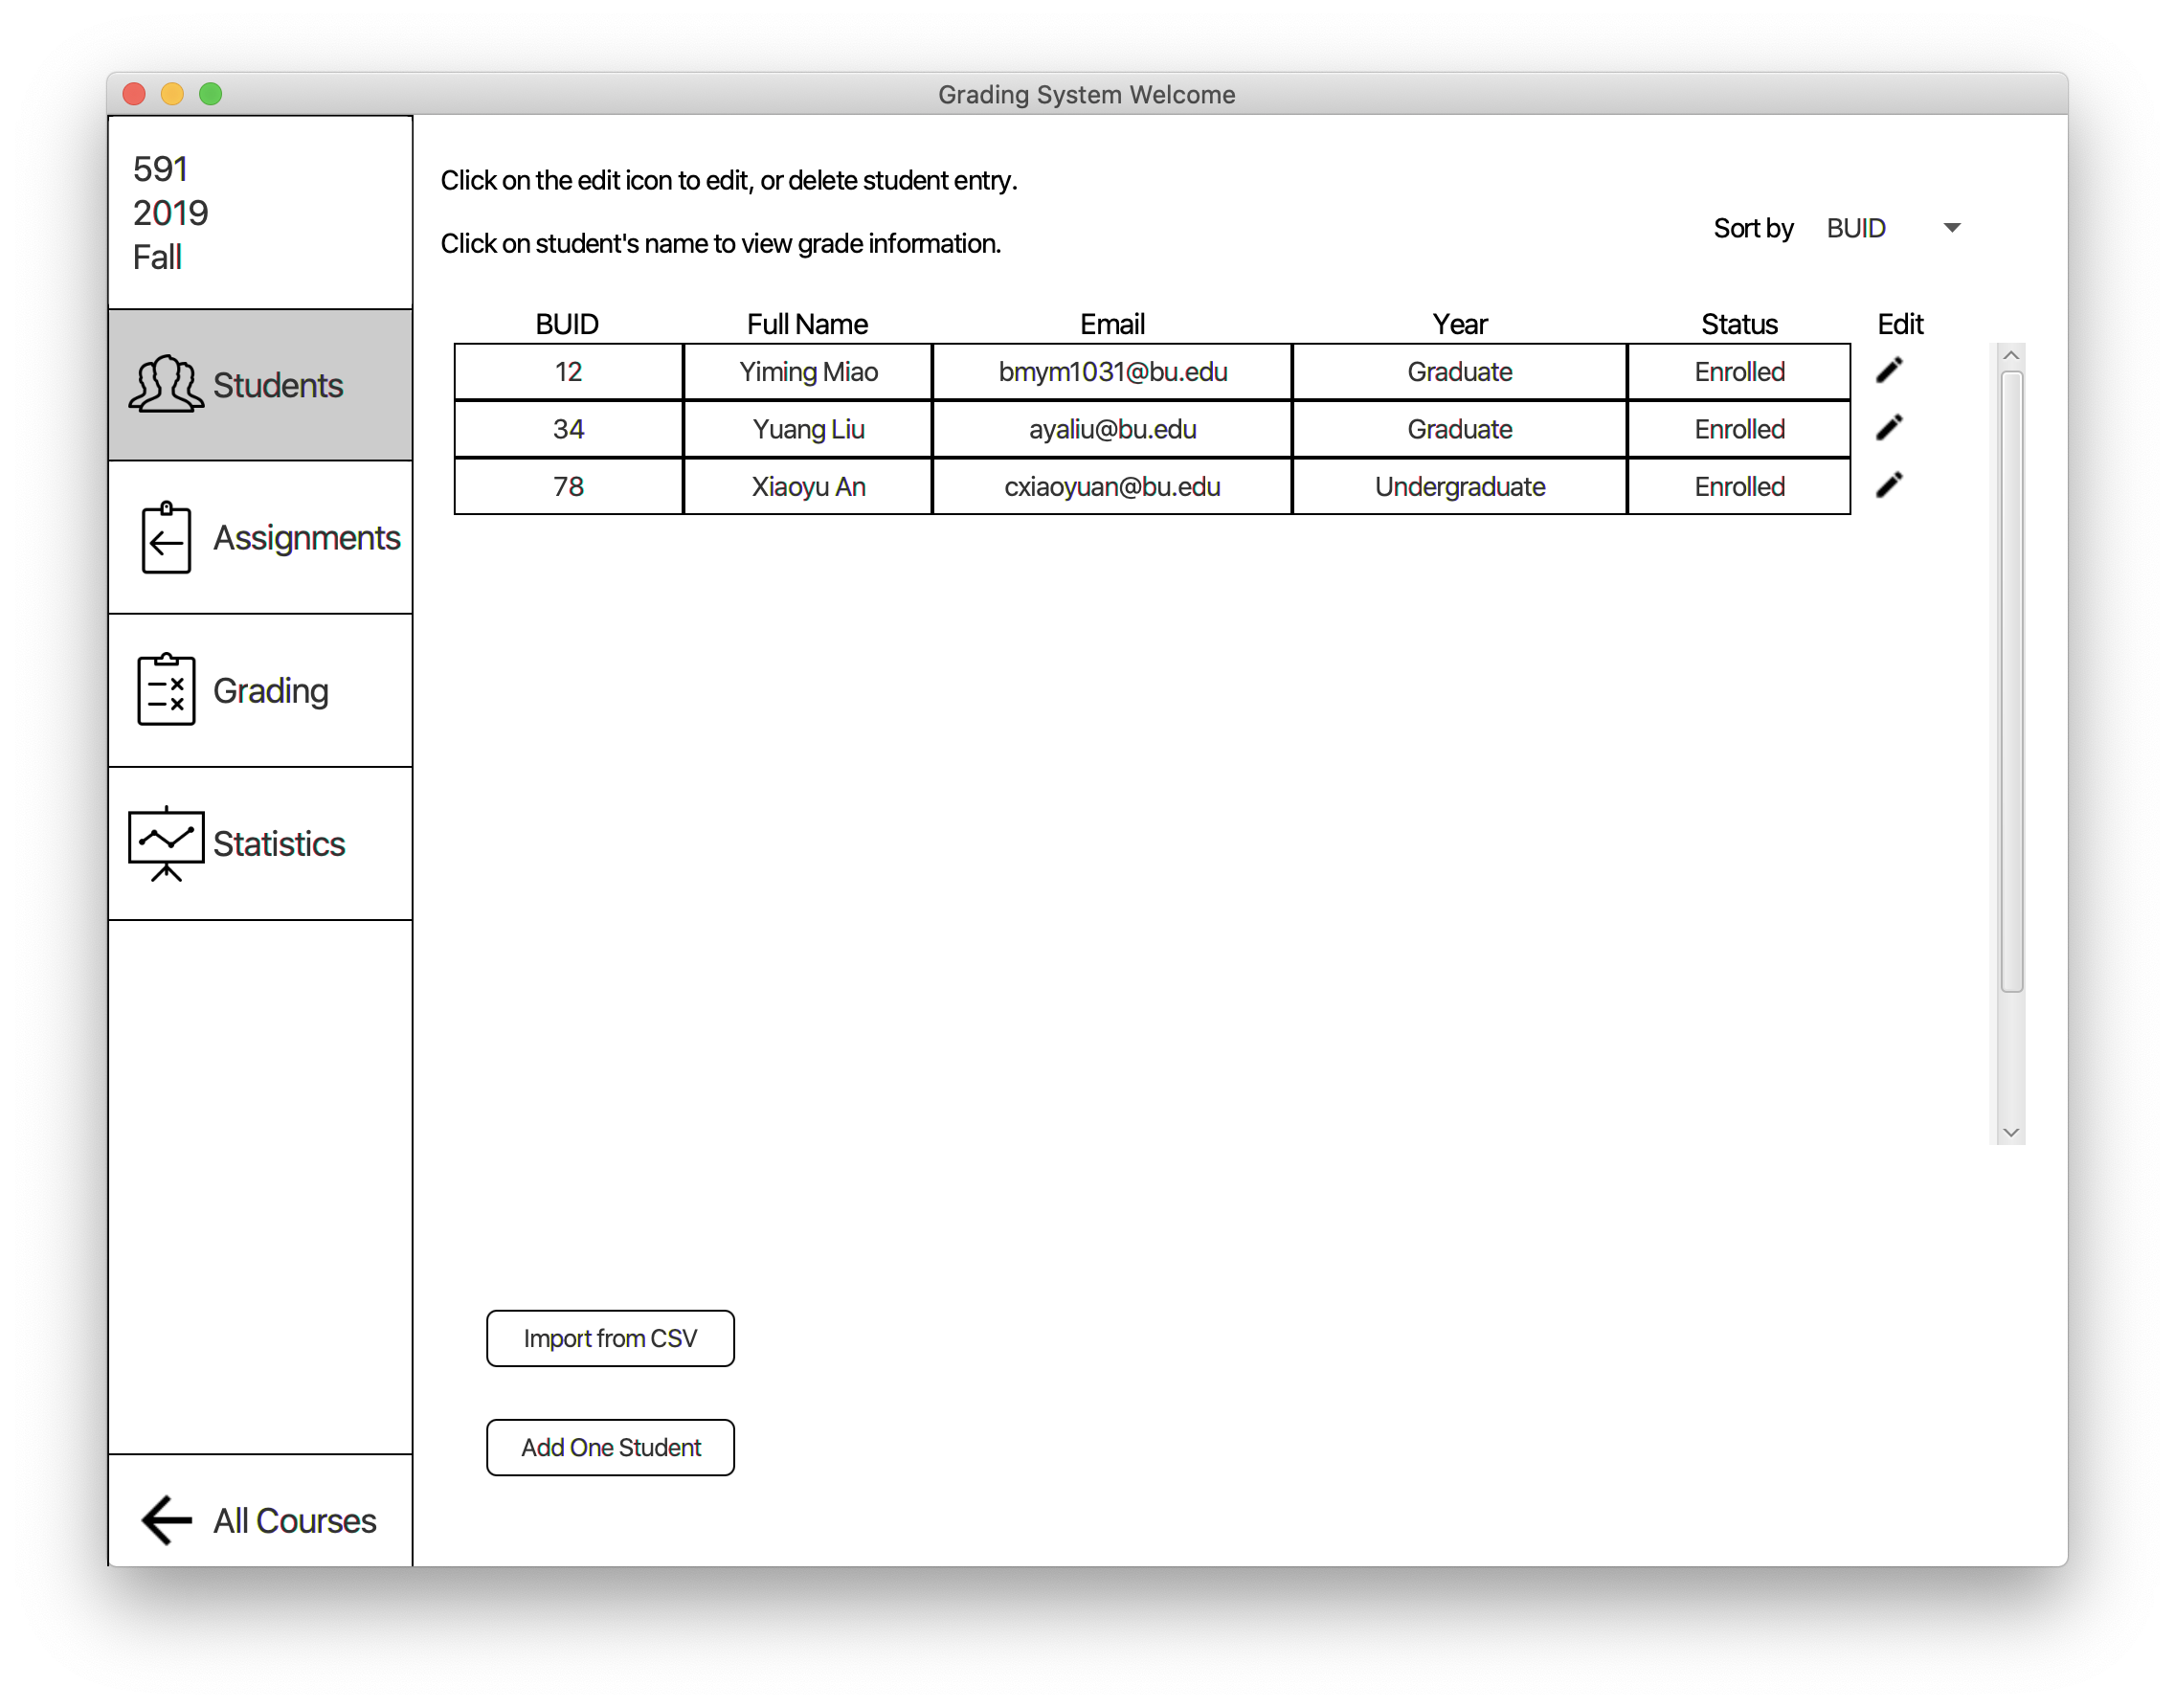 Grading System Welcome
591
2019
Fall
Students
Assignments
Grading
Statistics
All Courses
Click on the edit icon to edit, or delete student entry.
Click on student's name to view grade information.
Sort by BUID
BUID Full Name Email Year Status Edit
12 Yiming Miao bmym1031@bu.edu Graduate Enrolled
34 Yuang Liu ayaliu@bu.edu Graduate Enrolled
78 Xiaoyu An cxiaoyuan@bu.edu Undergraduate Enrolled
Import from CSV
Add One Student